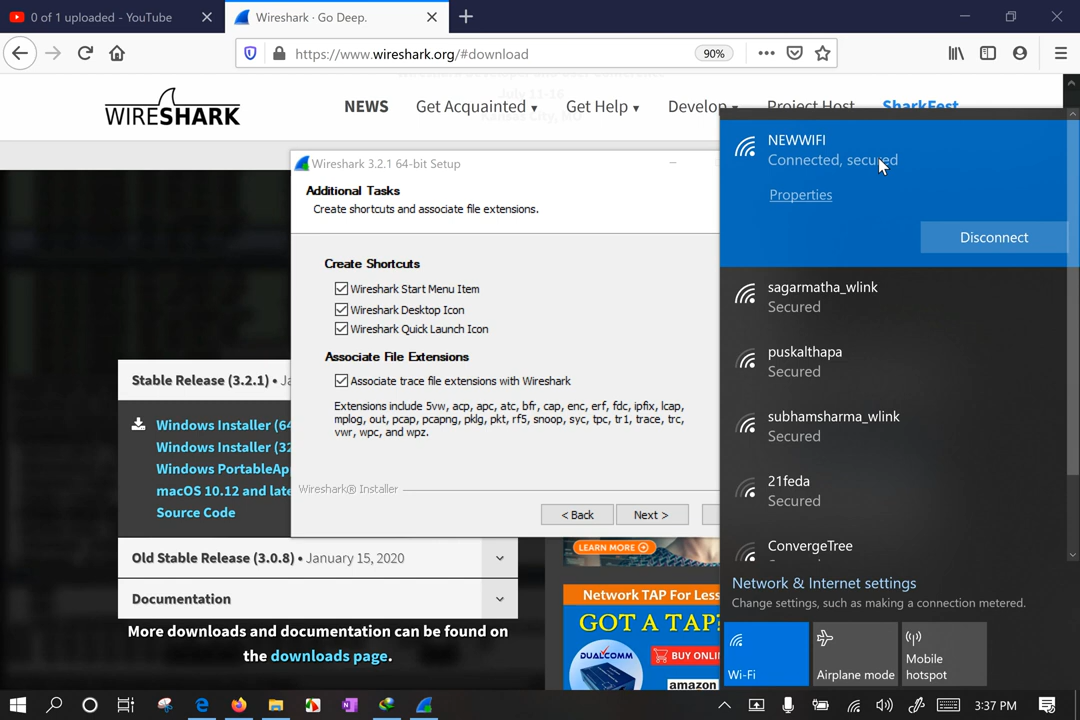 0 of 1 uploaded - YouTube
Wireshark · Go Deep.
https://www.wireshark.org/#download
90%
July 11-16
Kansas City, MO
WIRESHARK
NEWS
Get Acquainted
Get Help
Develop
Project Host
SharkFest
Wireshark 3.2.1 64-bit Setup
Additional Tasks
Create shortcuts and associate file extensions.
Create Shortcuts
Wireshark Start Menu Item
Wireshark Desktop Icon
Wireshark Quick Launch Icon
Associate File Extensions
Associate trace file extensions with Wireshark
Extensions include 5vw, acp, apc, atc, bfr, cap, enc, erf, fdc, ipfix, lcap,
mplog, out, pcap, pcapng, pklg, pkt, rf5, snoop, syc, tpc, tr1, trace, trc,
vwr, wpc, and wpz.
Wireshark® Installer
< Back
Next >
Stable Release (3.2.1) •
Windows Installer (64
Windows Installer (32
Windows PortableApp
macOS 10.12 and late
Source Code
Old Stable Release (3.0.8) • January 15, 2020
Documentation
More downloads and documentation can be found on
the downloads page.
LEARN MORE
Network TAP For Less
GOT A TAP?
DUALCOMM
BUY ONLI
amazon
NEWWIFI
Connected, secured
Properties
Disconnect
sagarmatha_wlink
Secured
puskalthapa
Secured
subhamsharma_wlink
Secured
21feda
Secured
ConvergeTree
Network & Internet settings
Change settings, such as making a connection metered.
Wi-Fi
Airplane mode
Mobile
hotspot
3:37 PM